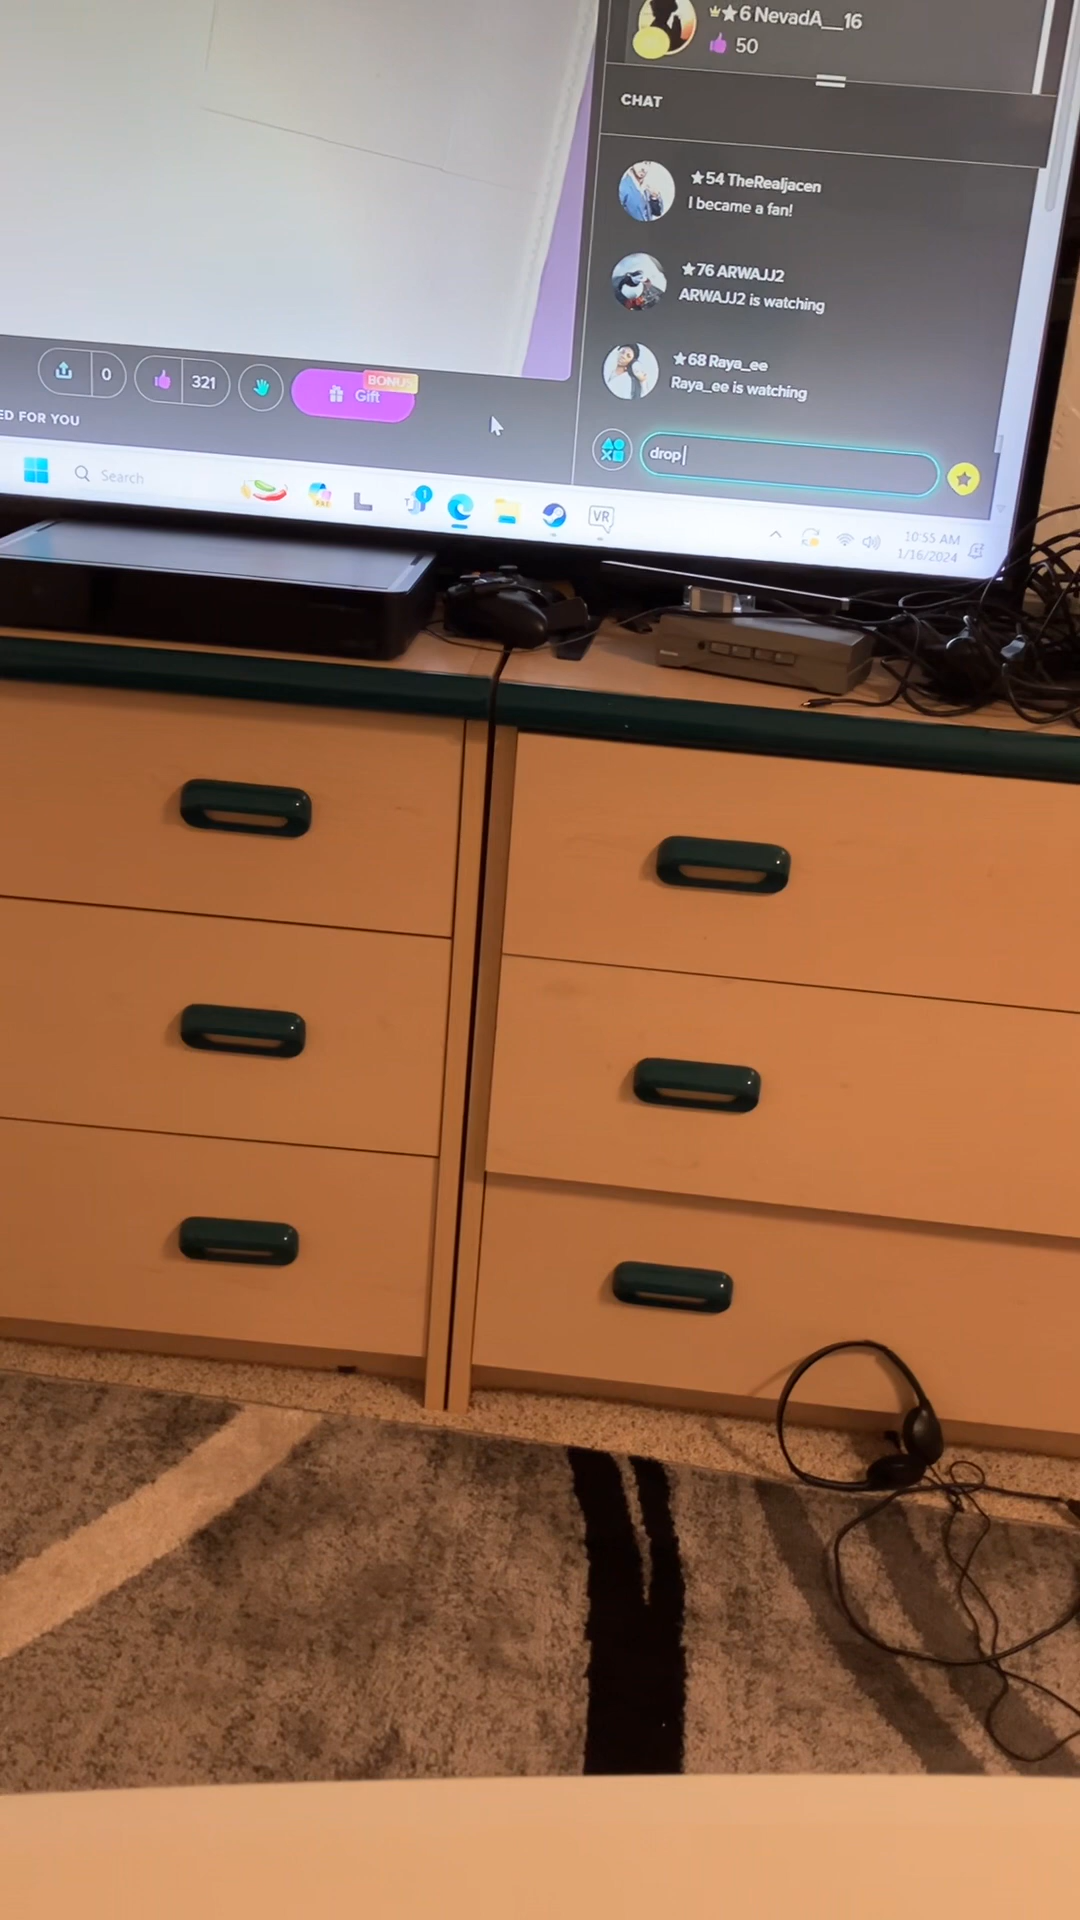 6 NevadA__16
50
CHAT
54 TheRealjacen
I became a fan!
76 ARWAJJ2
ARWAJJ2 is watching
68 Raya_ee
Raya_ee is watching
0
321
BONUS
Gift
ED FOR YOU
drop
Search
1
VR
10:55 AM
1/16/2024